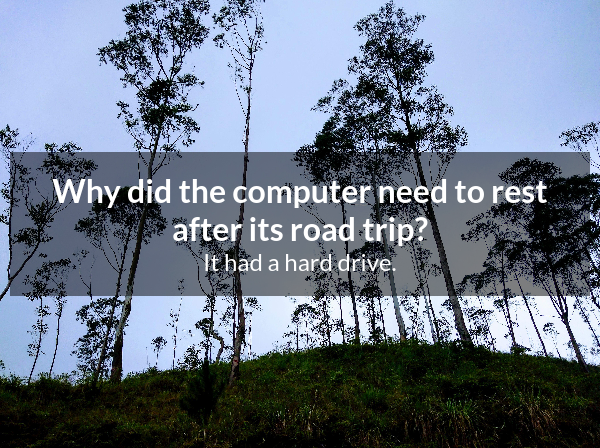 Why did the computer need to rest
after its road trip?
It had a hard drive.